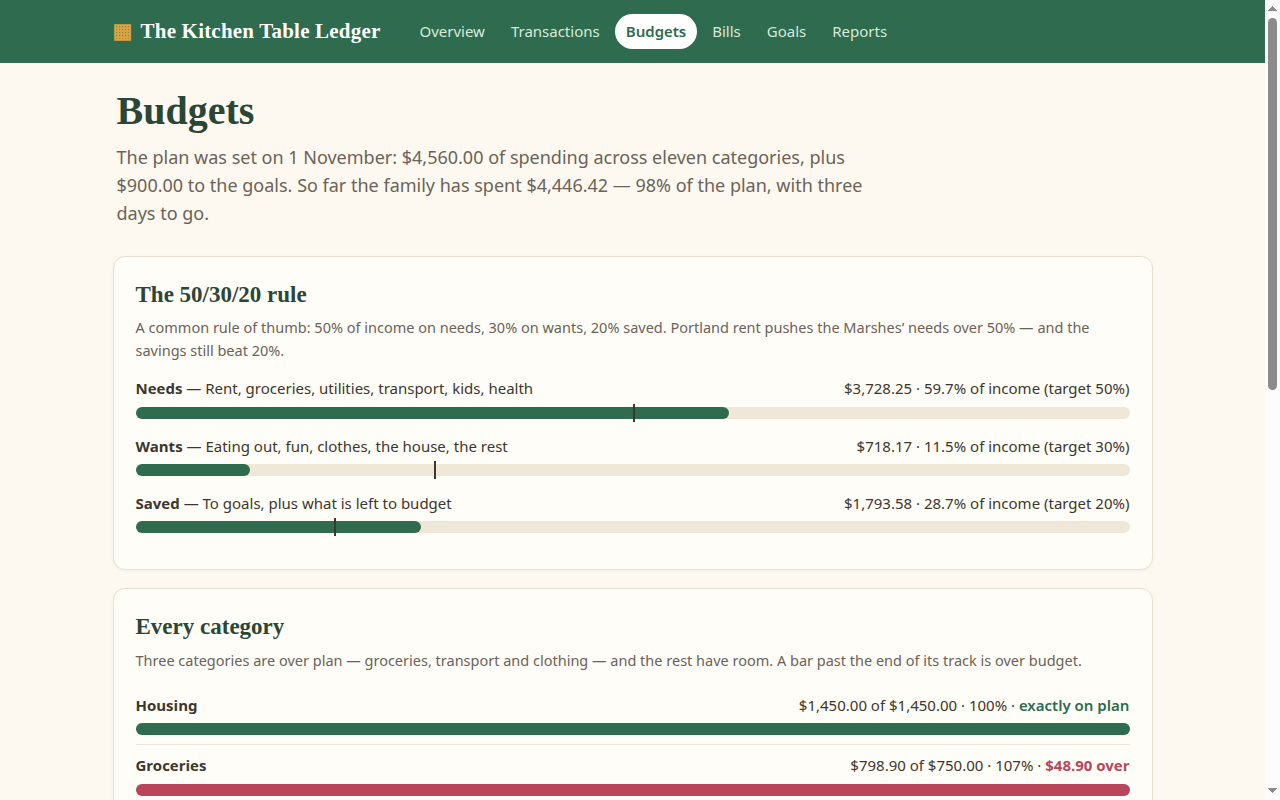 The Kitchen Table Ledger
Overview
Transactions
Budgets
Bills
Goals
Reports
Budgets
The plan was set on 1 November: $4,560.00 of spending across eleven categories, plus
$900.00 to the goals. So far the family has spent $4,446.42 — 98% of the plan, with three
days to go.
The 50/30/20 rule
A common rule of thumb: 50% of income on needs, 30% on wants, 20% saved. Portland rent pushes the Marshes’ needs over 50% — and the
savings still beat 20%.
Needs — Rent, groceries, utilities, transport, kids, health
$3,728.25 · 59.7% of income (target 50%)
Wants — Eating out, fun, clothes, the house, the rest
$718.17 · 11.5% of income (target 30%)
Saved — To goals, plus what is left to budget
$1,793.58 · 28.7% of income (target 20%)
Every category
Three categories are over plan — groceries, transport and clothing — and the rest have room. A bar past the end of its track is over budget.
Housing
$1,450.00 of $1,450.00 · 100% · exactly on plan
Groceries
$798.90 of $750.00 · 107% · $48.90 over